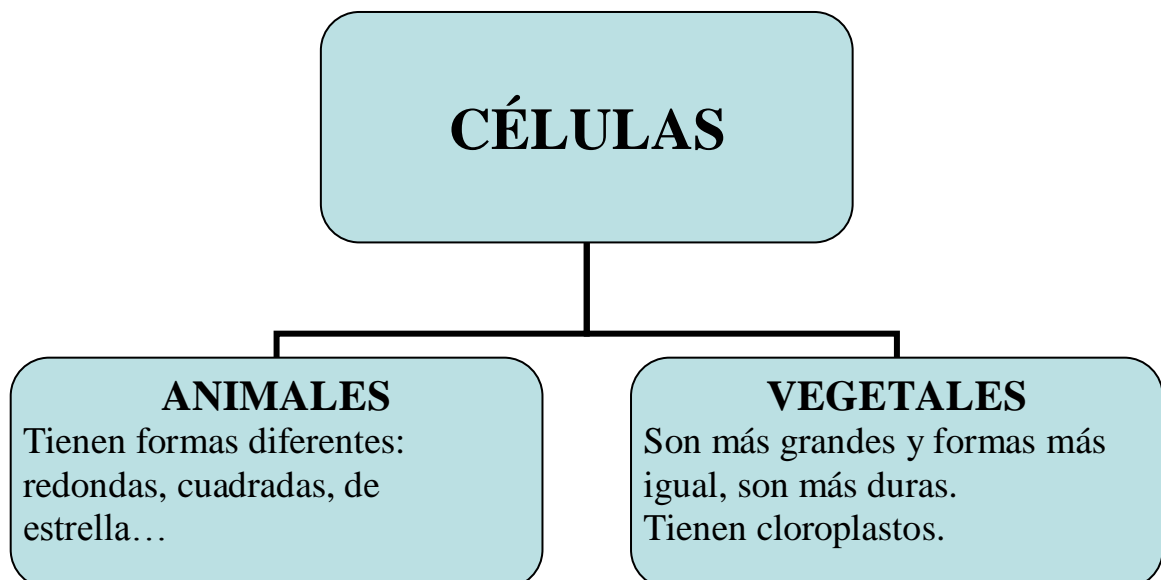 CÉLULAS
ANIMALES
Tienen formas diferentes:
redondas, cuadradas, de
estrella…
VEGETALES
Son más grandes y formas más
igual, son más duras.
Tienen cloroplastos.